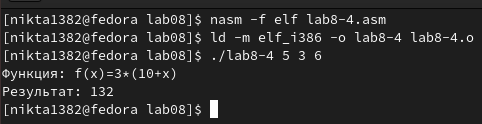 [nikta1382@fedora lab08]$ nasm -f elf lab8-4.asm
[nikta1382@fedora lab08]$ ld -m elf_i386 -o lab8-4 lab8-4.o
[nikta1382@fedora lab08]$ ./lab8-4 5 3 6
Функция: f(x)=3*(10+x)
Результат: 132
[nikta1382@fedora lab08]$